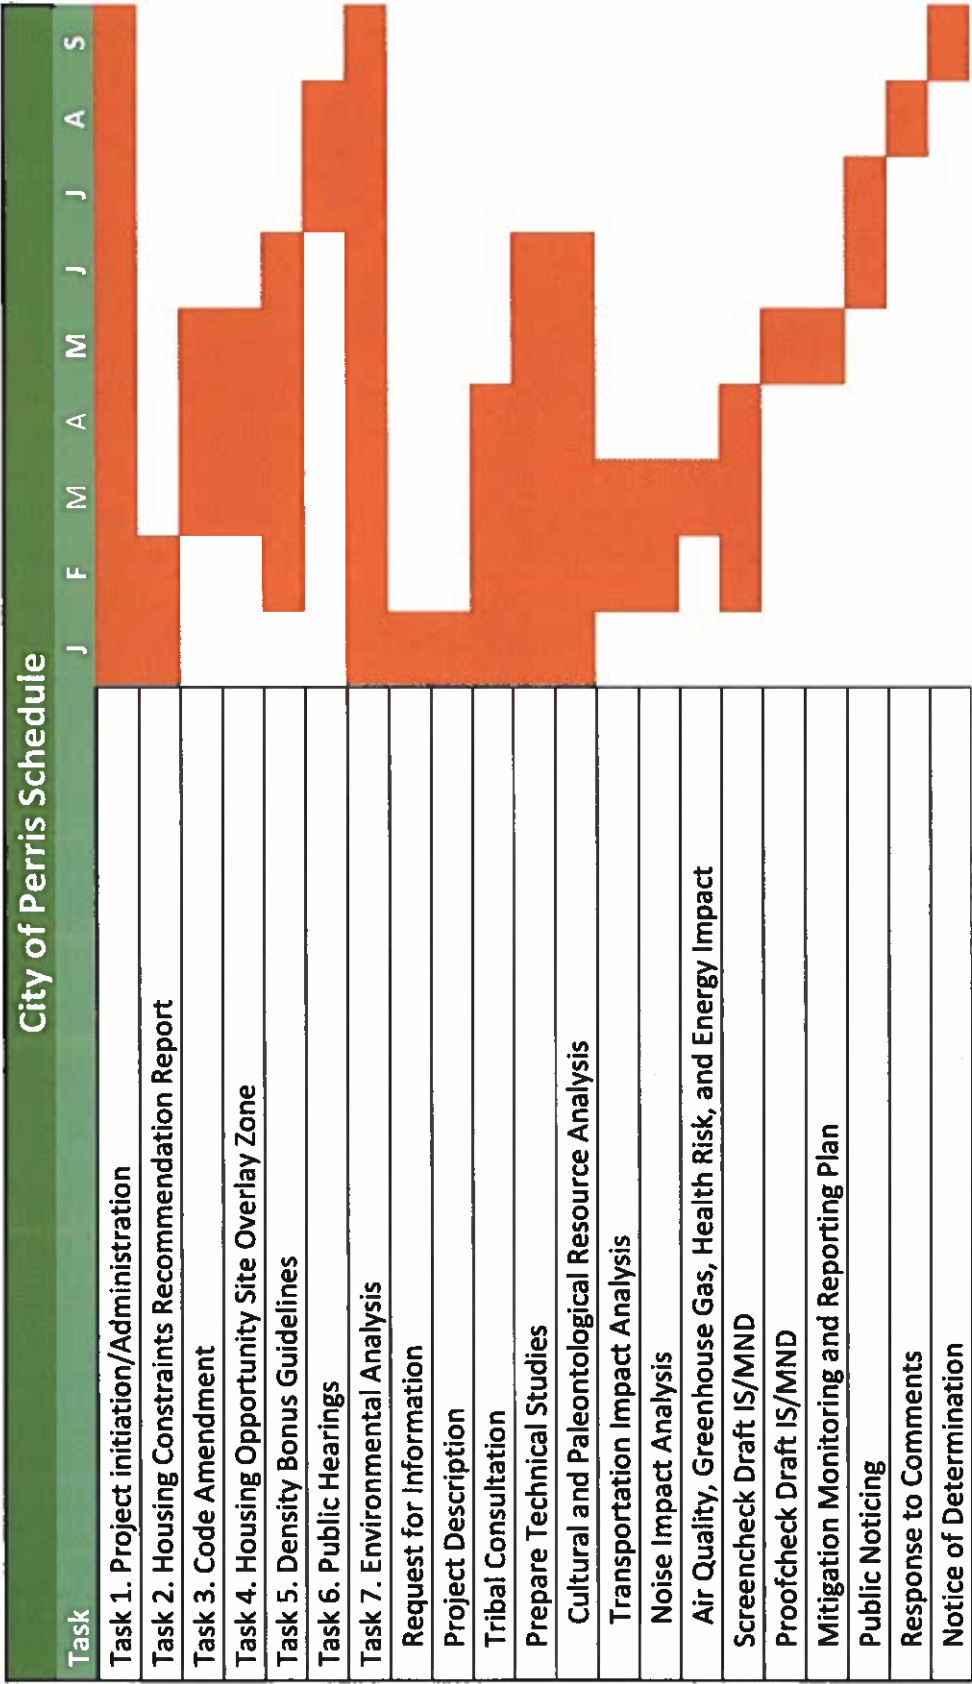 City of Perris Schedule
Task J F M A M J J A S
Task 1. Project initiation/Administration
Task 2. Housing Constraints Recommendation Report
Task 3. Code Amendment
Task 4. Housing Opportunity Site Overlay Zone
Task 5. Density Bonus Guidelines
Task 6. Public Hearings
Task 7. Environmental Analysis
Request for Information
Project Description
Tribal Consultation
Prepare Technical Studies
Cultural and Paleontological Resource Analysis
Transportation Impact Analysis
Noise Impact Analysis
Air Quality, Greenhouse Gas, Health Risk, and Energy Impact
Screencheck Draft IS/MND
Proofcheck Draft IS/MND
Mitigation Monitoring and Reporting Plan
Public Noticing
Response to Comments
Notice of Determination